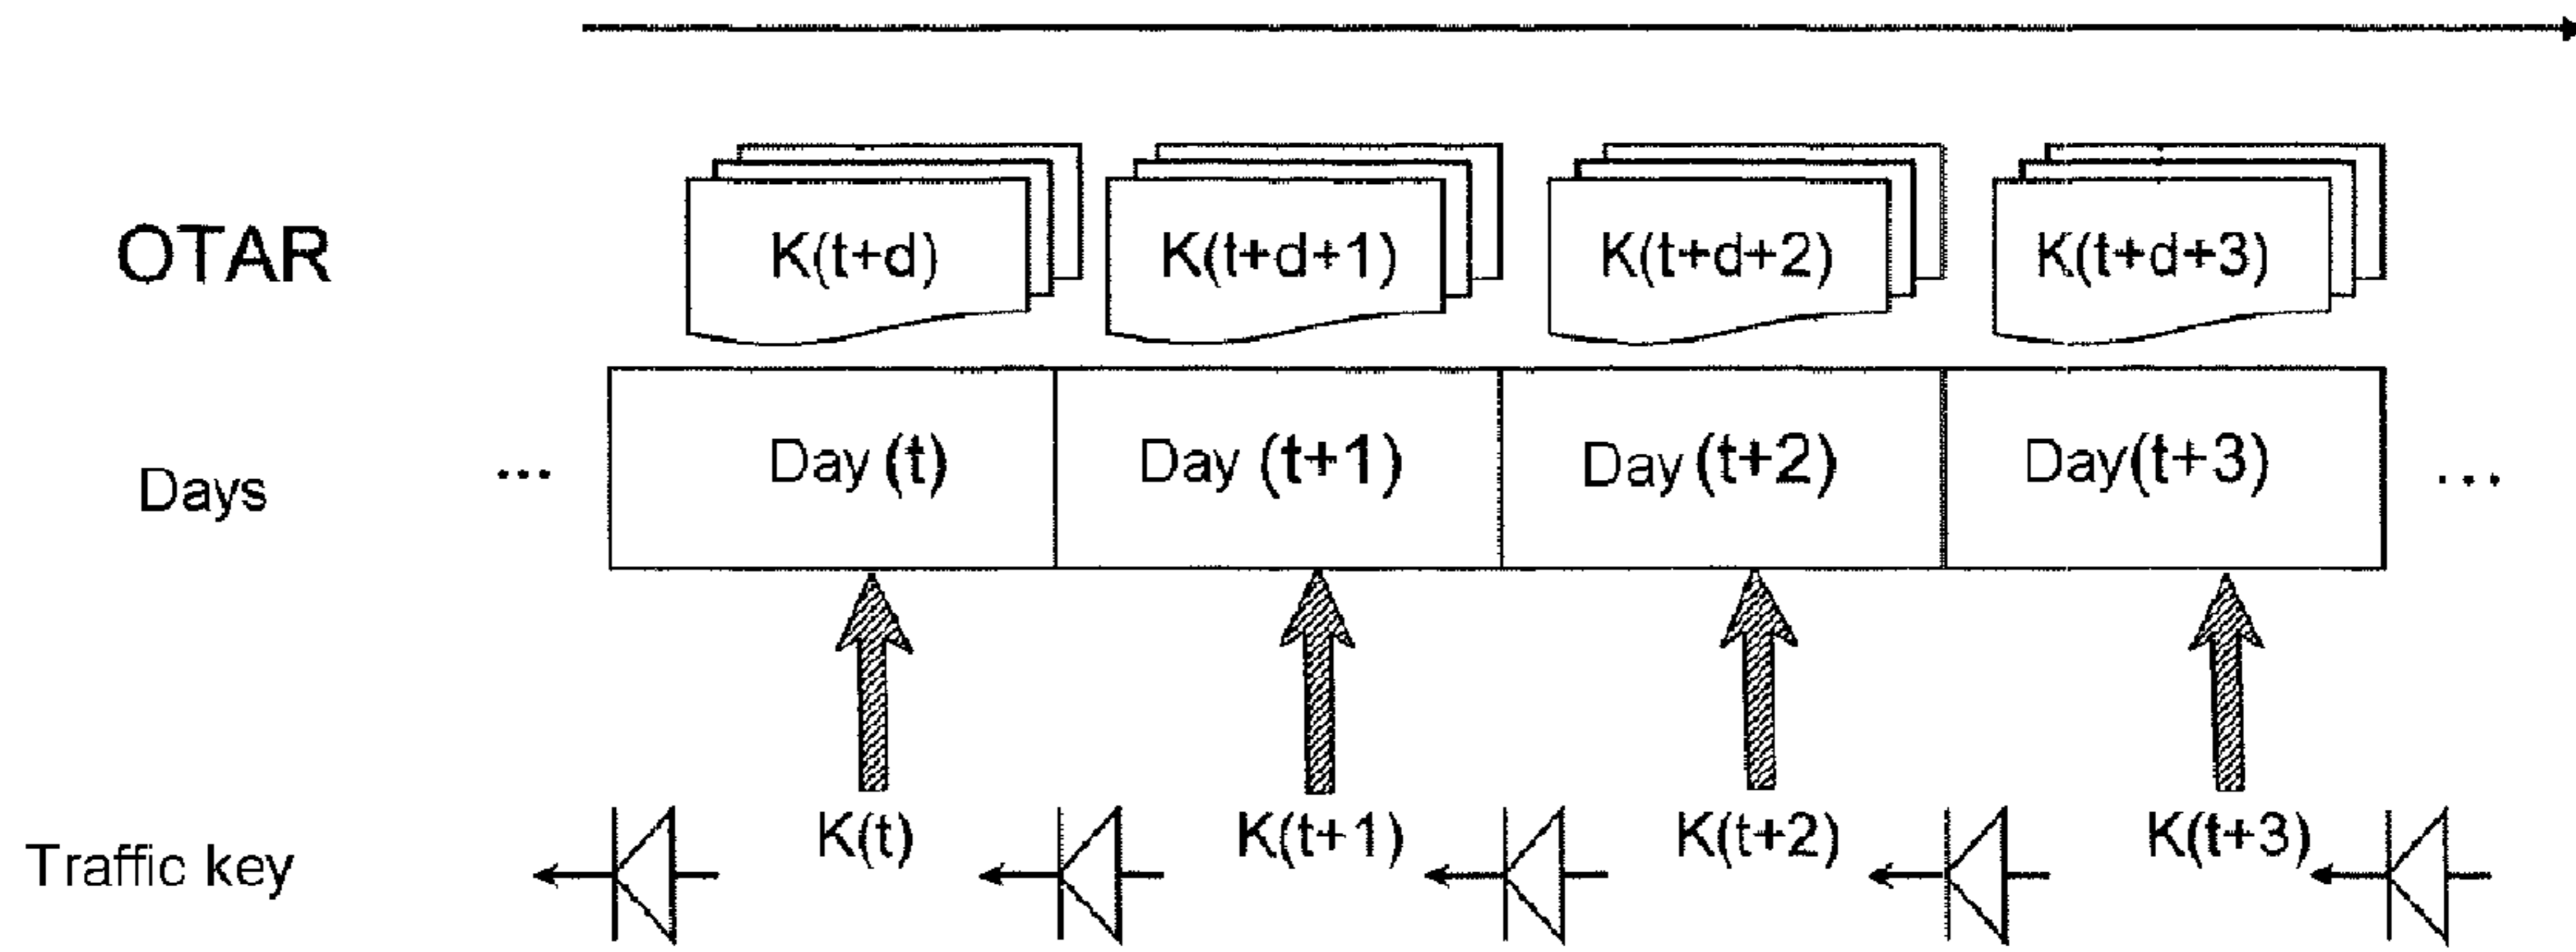 OTAR K(t+d) K(t+d+1) K(t+d+2) K(t+d+3)
Days ... Day (t) Day (t+1) Day (t+2) Day(t+3) ...
Traffic key K(t) K(t+1) K(t+2) K(t+3)